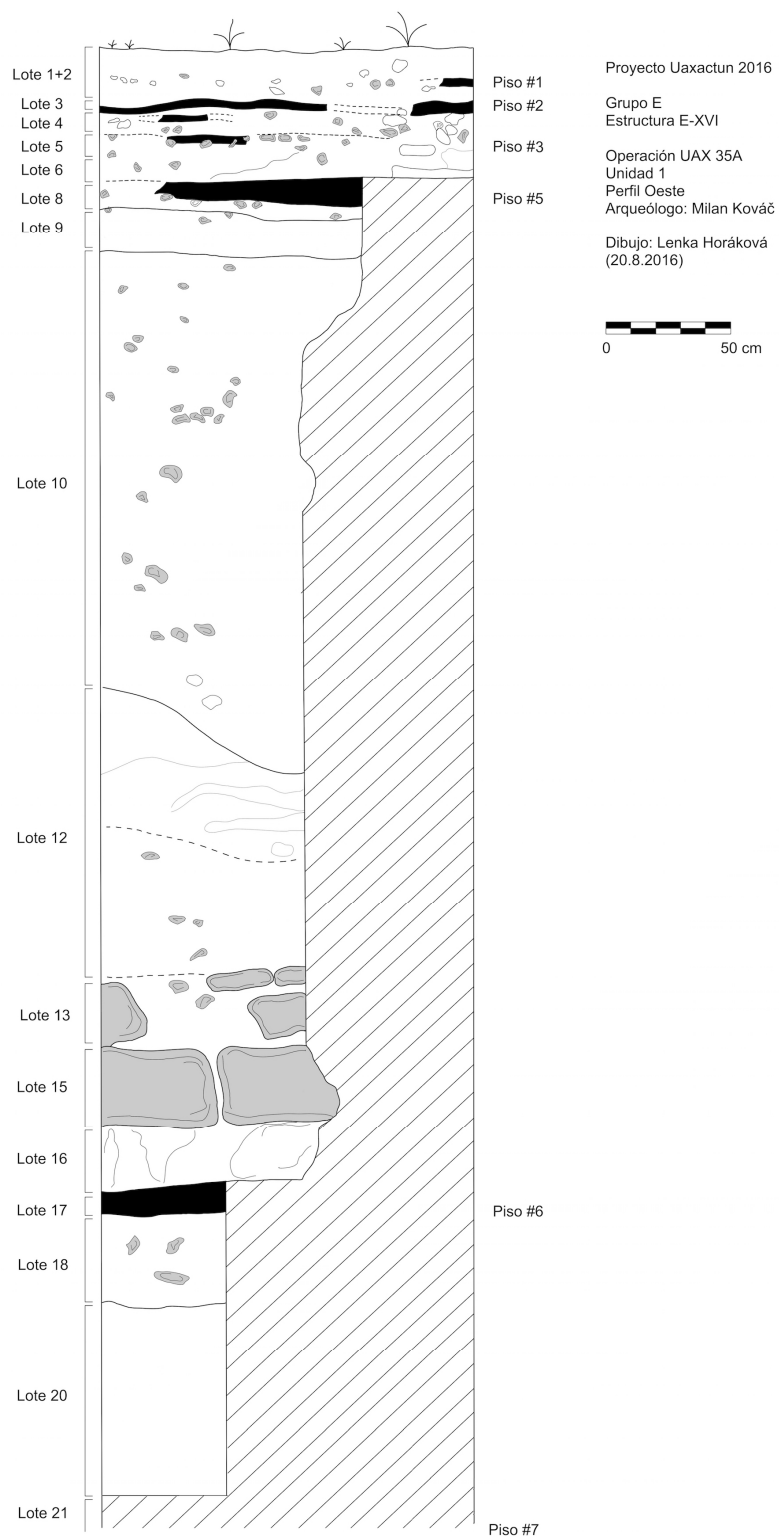 Lote 1+2
Lote 3
Lote 4
Lote 5
Lote 6
Lote 8
Lote 9
Lote 10
Lote 12
Lote 13
Lote 15
Lote 16
Lote 17
Lote 18
Lote 20
Lote 21
Piso #1
Piso #2
Piso #3
Piso #5
Piso #6
Piso #7
Proyecto Uaxactun 2016
Grupo E
Estructura E-XVI
Operación UAX 35A
Unidad 1
Perfil Oeste
Arqueólogo: Milan Kováč
Dibujo: Lenka Horáková
(20.8.2016)
0 50 cm